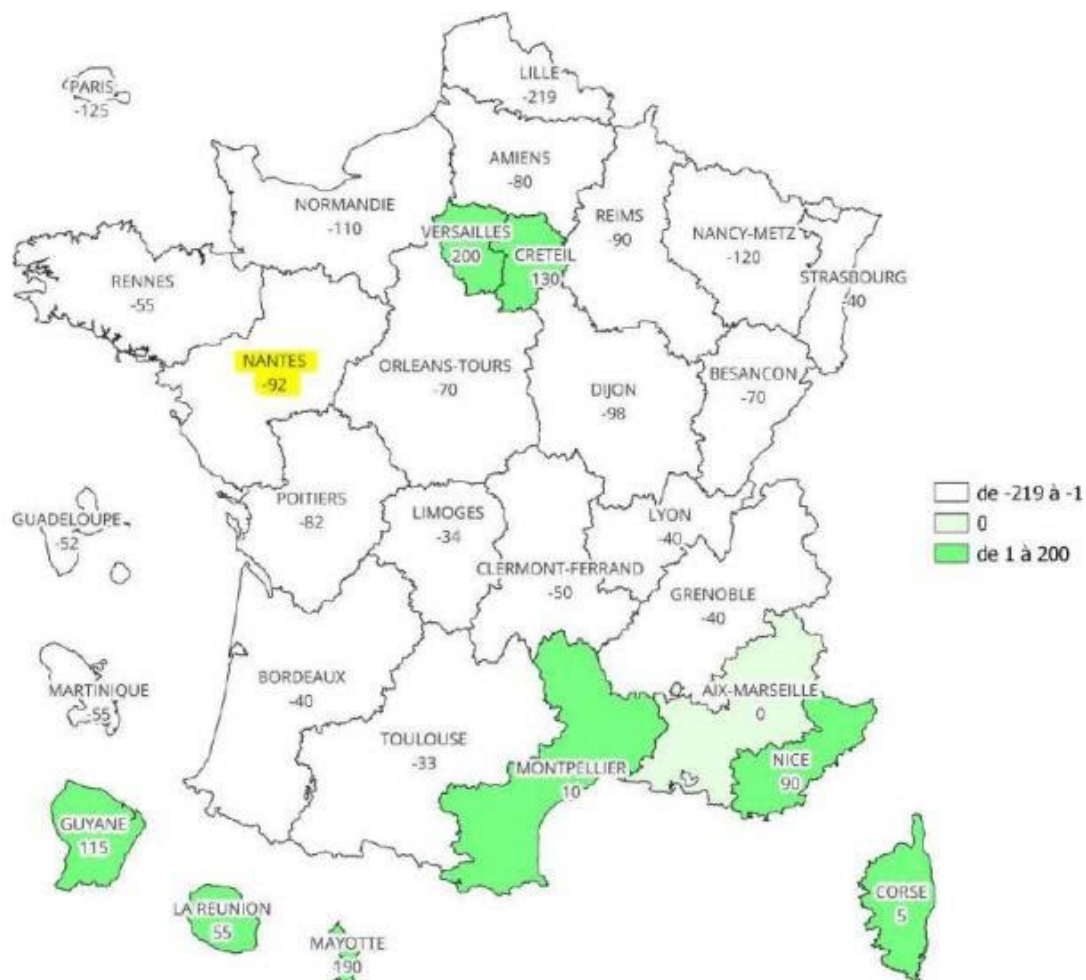 LILLE
-219
PARIS
-125
AMIENS
-80
NORMANDIE
-110
REIMS
-90
VERSAILLES
200
CRETEIL
130
NANCY-METZ
-120
STRASBOURG
-40
RENNES
-55
NANTES
-92
ORLEANS-TOURS
-70
DIJON
-98
BESANCON
-70
POITIERS
-82
LIMOGES
-34
LYON
-40
CLERMONT-FERRAND
-50
GRENOBLE
-40
GUADELOUPE
-52
de -219 à -1
0
de 1 à 200
MARTINIQUE
-55
BORDEAUX
-40
TOULOUSE
-33
AIX-MARSEILLE
0
MONTPELLIER
10
NICE
90
GUYANE
115
LA REUNION
55
MAYOTTE
190
CORSE
5